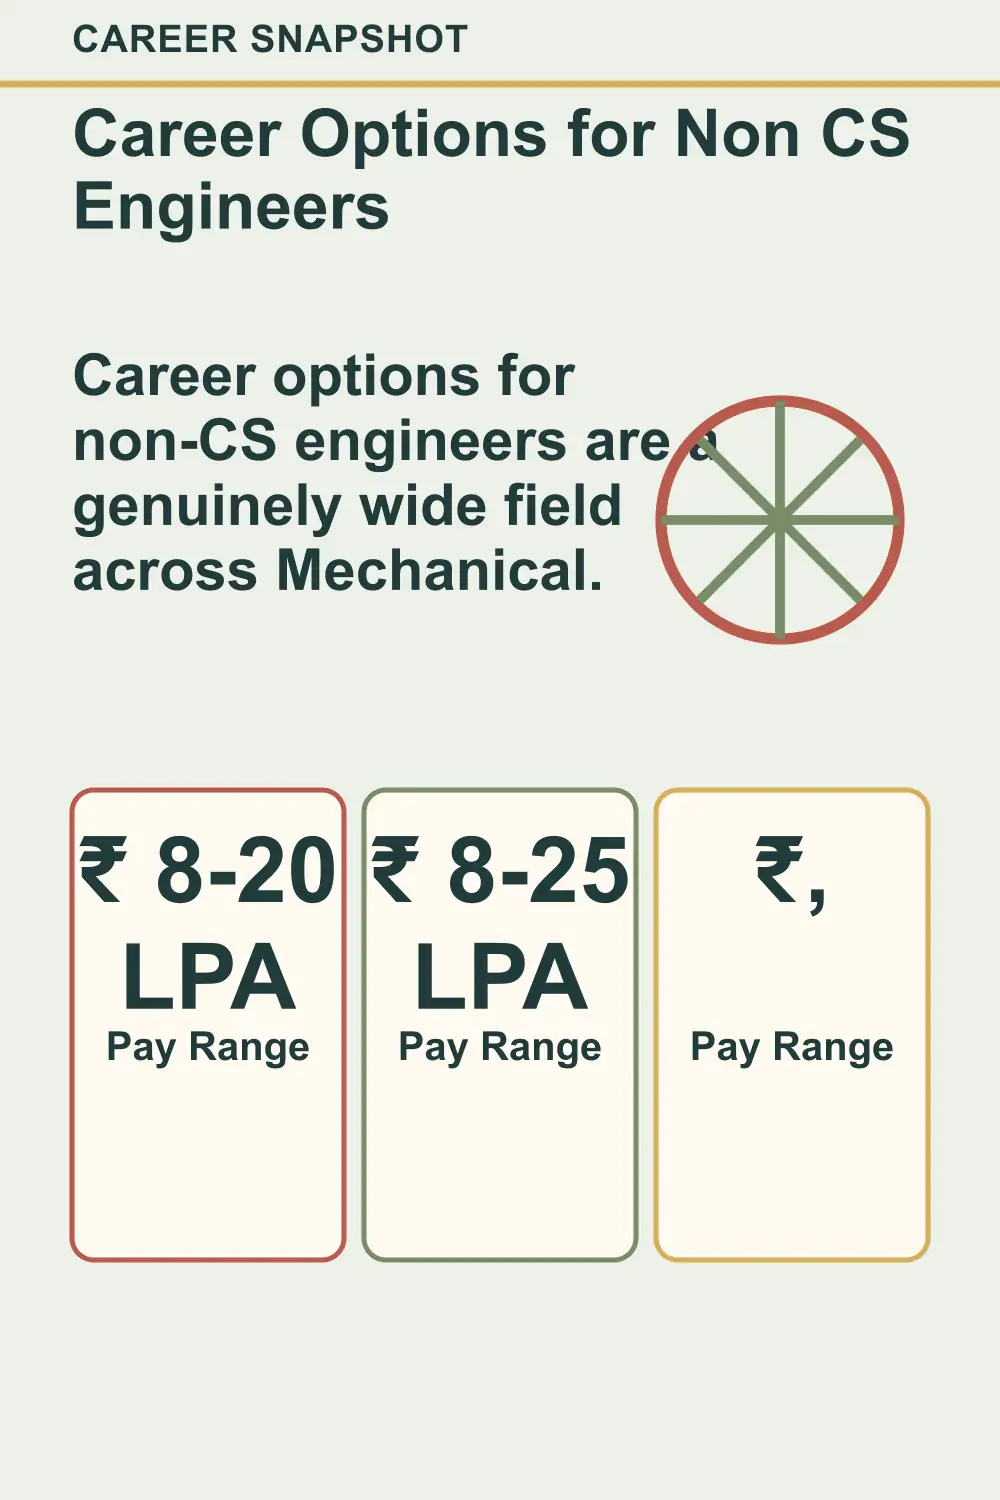 CAREER SNAPSHOT
Career Options for Non CS
Engineers
Career options for
non-CS engineers are a
genuinely wide field
across Mechanical.
₹ 8-20
LPA
Pay Range
₹ 8-25
LPA
Pay Range
₹,
Pay Range